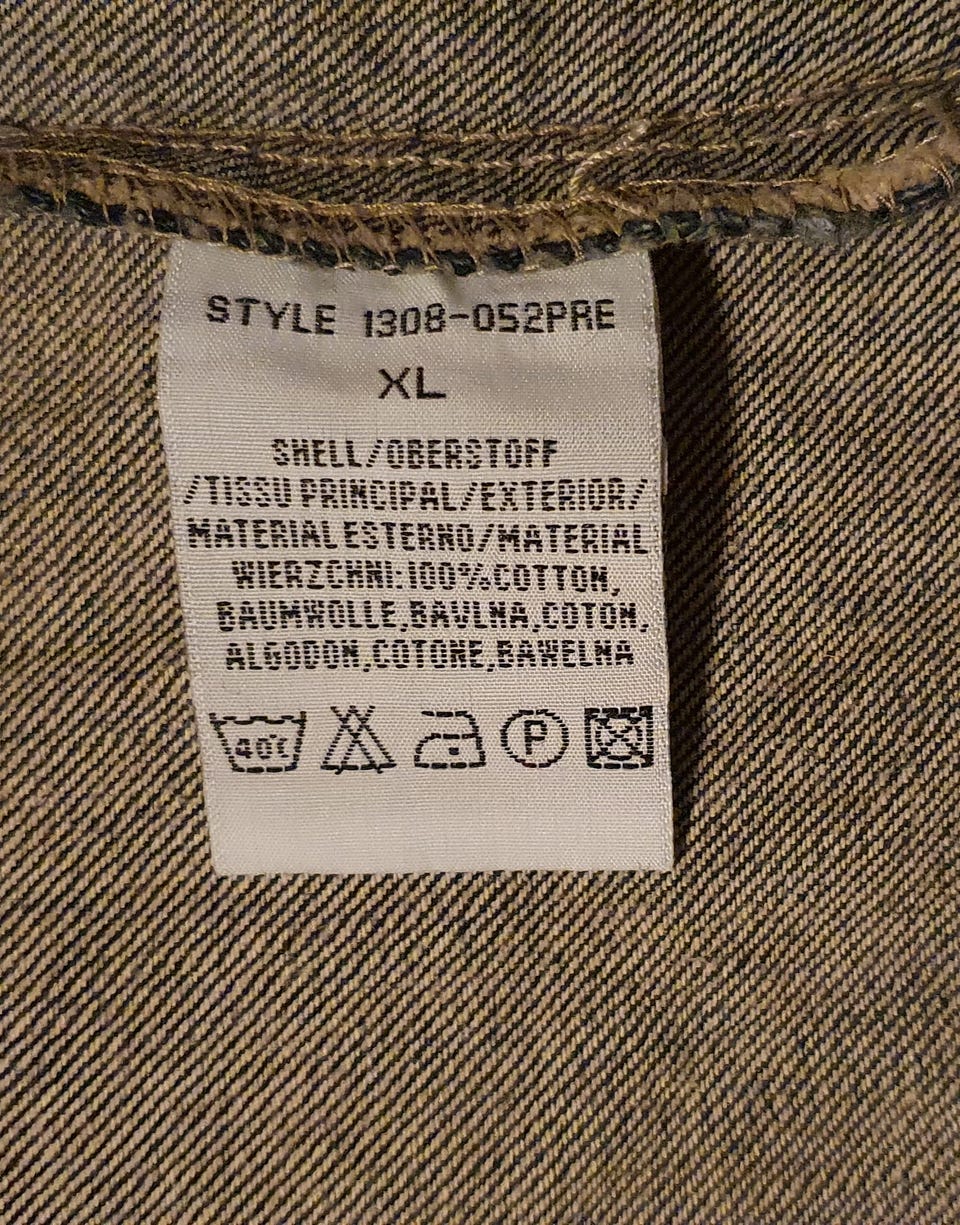 STYLE 1308-052PRE
XL
SHELL/OBERSTOFF
/TISSU PRINCIPAL/EXTERIOR/
MATERIAL ESTERNO/MATERIAL
WIERZCHNI:100%COTTON,
BAUMWOLLE,BAVLNA,COTON,
ALGODON,COTONE,BAWELNA
40℃ P